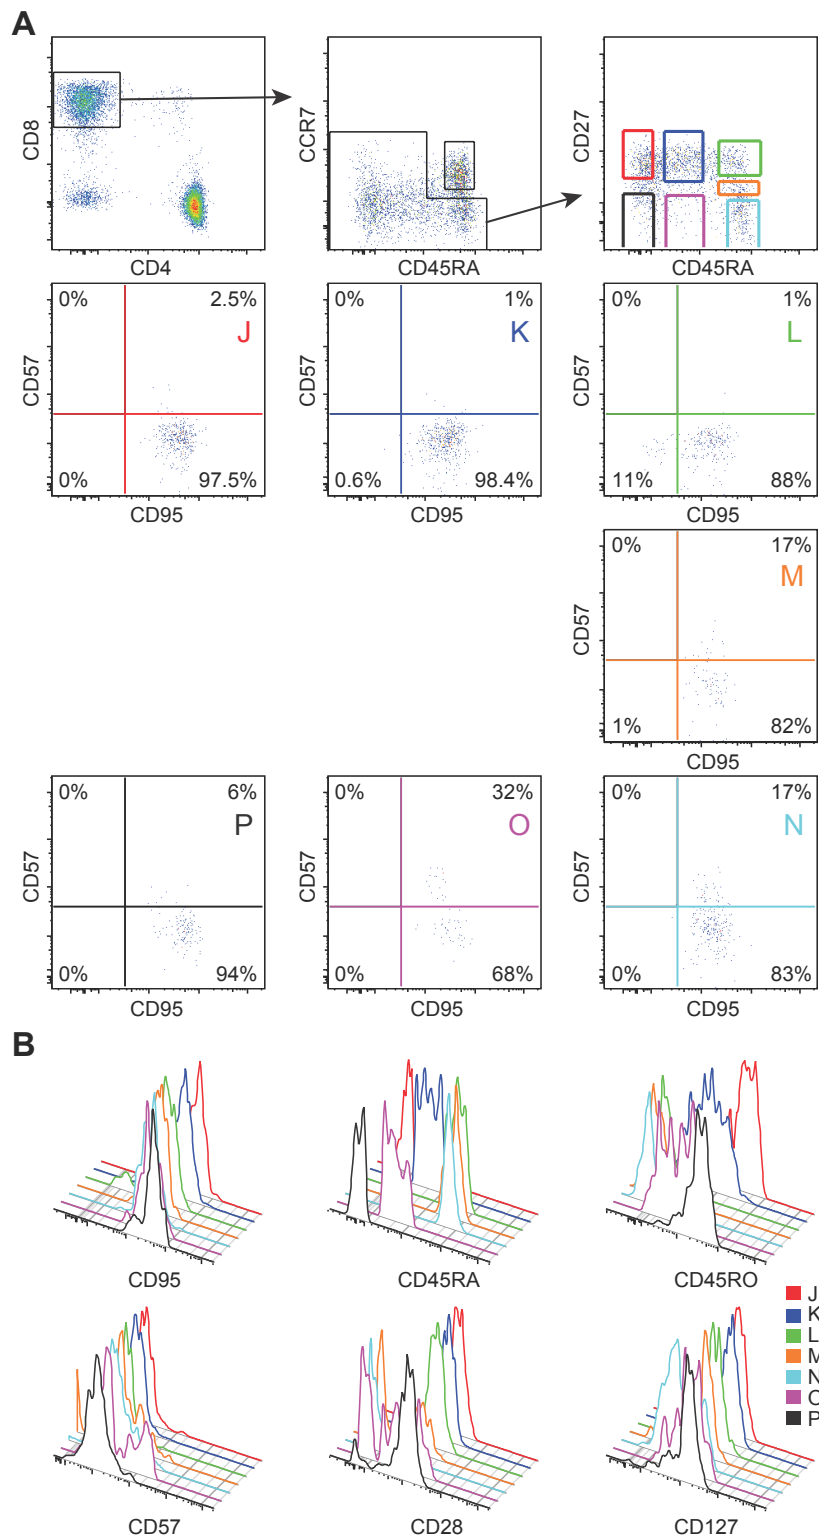 A
CD8
CD4
CCR7
CD45RA
CD27
CD45RA
0% 2.5%
J
CD57
0% 97.5%
CD95
0% 1%
K
CD57
0.6% 98.4%
CD95
0% 1%
L
CD57
11% 88%
CD95
0% 17%
M
CD57
1% 82%
CD95
0% 6%
P
CD57
0% 94%
CD95
0% 32%
O
CD57
0% 68%
CD95
0% 17%
N
CD57
0% 83%
CD95
B
CD95
CD45RA
CD45RO
J
K
L
M
N
O
P
CD57
CD28
CD127